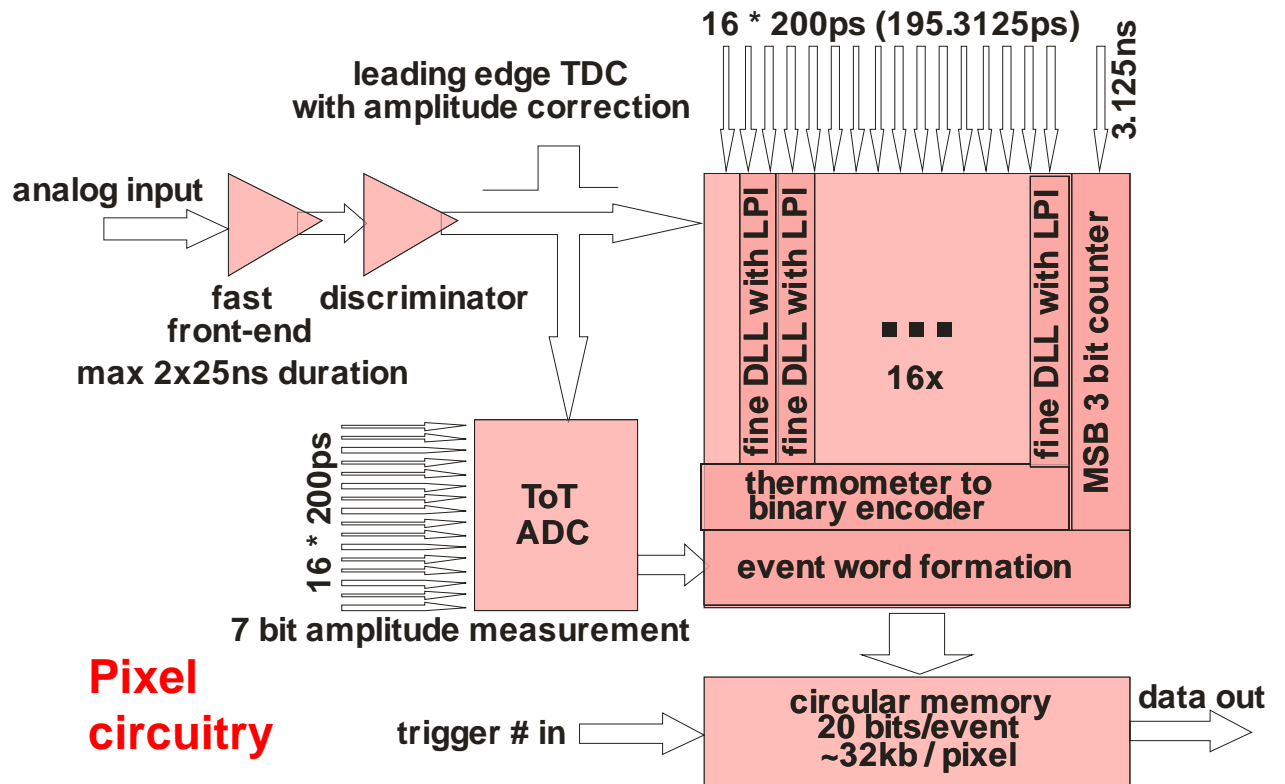 16 * 200ps (195.3125ps)
3.125ns
leading edge TDC
with amplitude correction
analog input
fast
front-end
discriminator
max 2x25ns duration
fine DLL with LPI
fine DLL with LPI
16x
fine DLL with LPI
MSB 3 bit counter
thermometer to
binary encoder
16 * 200ps
ToT
ADC
event word formation
7 bit amplitude measurement
Pixel
circuitry
trigger # in
circular memory
20 bits/event
~32kb / pixel
data out